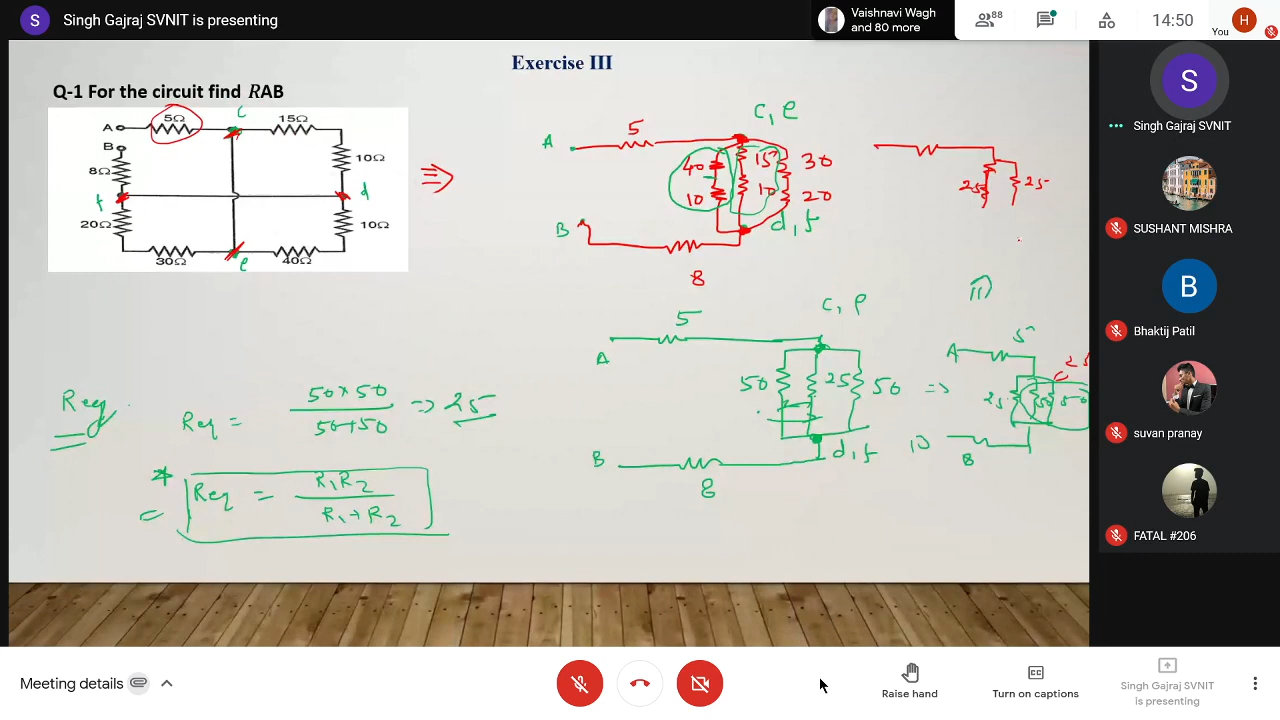 S Singh Gajraj SVNIT is presenting
Vaishnavi Wagh
and 80 more
88
14:50
You
H
Exercise III
Q-1 For the circuit find RAB
A
5Ω
C
15Ω
B
8Ω
10Ω
f
d
20Ω
10Ω
30Ω
e
40Ω
A
5
C, e
40
15
30
10
10
20
B
d, f
8
25
25
5
C, e
A
50
25
50
B
d, f
8
A
5
25
50
50
B
8
Req
Req = 50×50 / 50+50 => 25
* Req = R1R2 / R1+R2
S
Singh Gajraj SVNIT
SUSHANT MISHRA
B
Bhaktij Patil
suvan pranay
FATAL #206
Meeting details
Raise hand
Turn on captions
Singh Gajraj SVNIT
is presenting